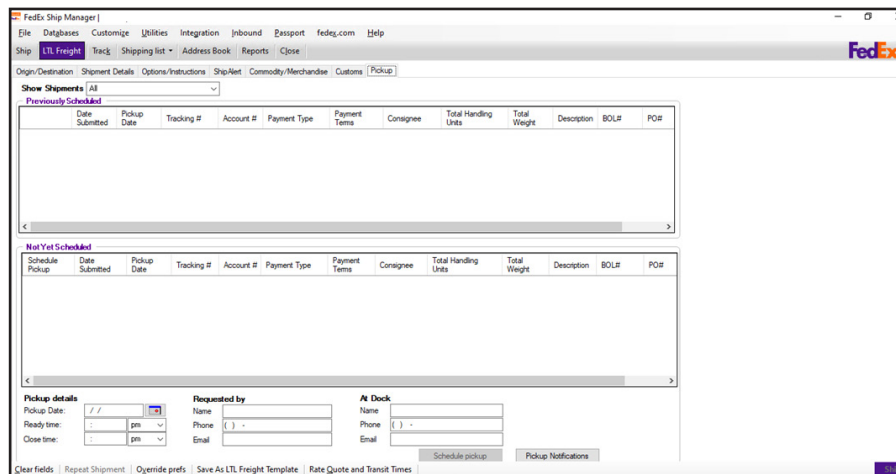 FedEx Ship Manager |
File Databases Customize Utilities Integration Inbound Passport fedex.com Help
Ship LTL Freight Track Shipping list Address Book Reports Close
FedEx
Origin/Destination Shipment Details Options/Instructions ShipAlert Commodity/Merchandise Customs Pickup
Show Shipments All
Previously Scheduled
Date Submitted Pickup Date Tracking # Account # Payment Type Payment Terms Consignee Total Handling Units Total Weight Description BOL# PO#
Not Yet Scheduled
Schedule Pickup Date Submitted Pickup Date Tracking # Account # Payment Type Payment Terms Consignee Total Handling Units Total Weight Description BOL# PO#
Pickup details Requested by At Dock
Pickup Date: / / Name Name
Ready time: : pm Phone ( ) - Phone ( ) -
Close time: : pm Email Email
Schedule pickup Pickup Notifications
Clear fields Repeat Shipment Override prefs Save As LTL Freight Template Rate Quote and Transit Times